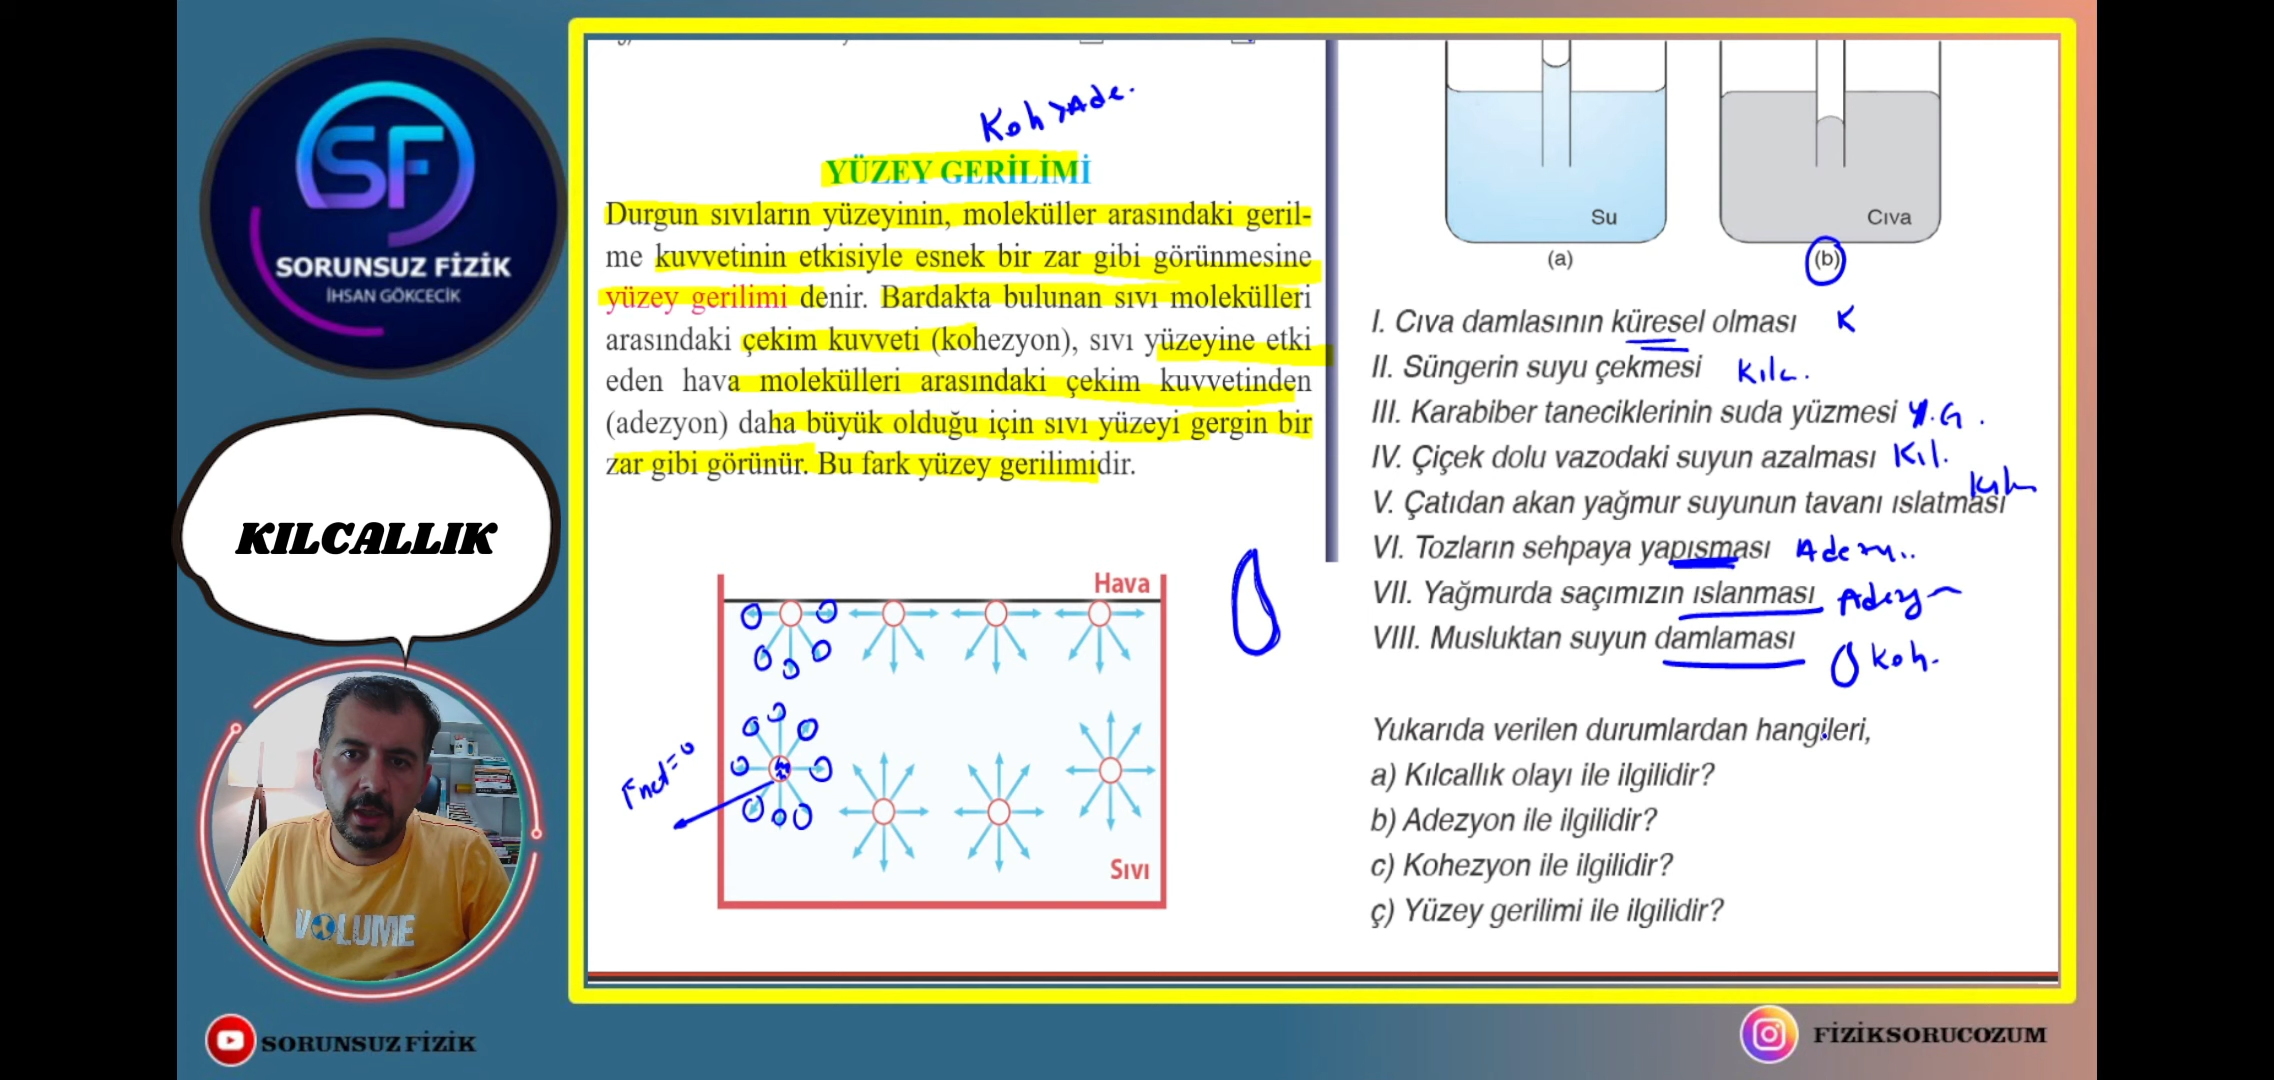 SF
SORUNSUZ FİZİK
İHSAN GÖKCECİK
KILCALLIK
VOLUME
SORUNSUZ FİZİK
Koh > Ade.
YÜZEY GERİLİMİ
Durgun sıvıların yüzeyinin, moleküller arasındaki geril-
me kuvvetinin etkisiyle esnek bir zar gibi görünmesine
yüzey gerilimi denir. Bardakta bulunan sıvı molekülleri
arasındaki çekim kuvveti (kohezyon), sıvı yüzeyine etki
eden hava molekülleri arasındaki çekim kuvvetinden
(adezyon) daha büyük olduğu için sıvı yüzeyi gergin bir
zar gibi görünür. Bu fark yüzey gerilimidir.
Hava
Fnet=0
Sıvı
Su
Cıva
(a)
(b)
I. Cıva damlasının küresel olması K
II. Süngerin suyu çekmesi Kılc.
III. Karabiber taneciklerinin suda yüzmesi Y.G.
IV. Çiçek dolu vazodaki suyun azalması Kıl.
V. Çatıdan akan yağmur suyunun tavanı ıslatması
VI. Tozların sehpaya yapışması
VII. Yağmurda saçımızın ıslanması
VIII. Musluktan suyun damlaması Koh.
Yukarıda verilen durumlardan hangileri,
a) Kılcallık olayı ile ilgilidir?
b) Adezyon ile ilgilidir?
c) Kohezyon ile ilgilidir?
ç) Yüzey gerilimi ile ilgilidir?
FİZİKSORUCOZUM